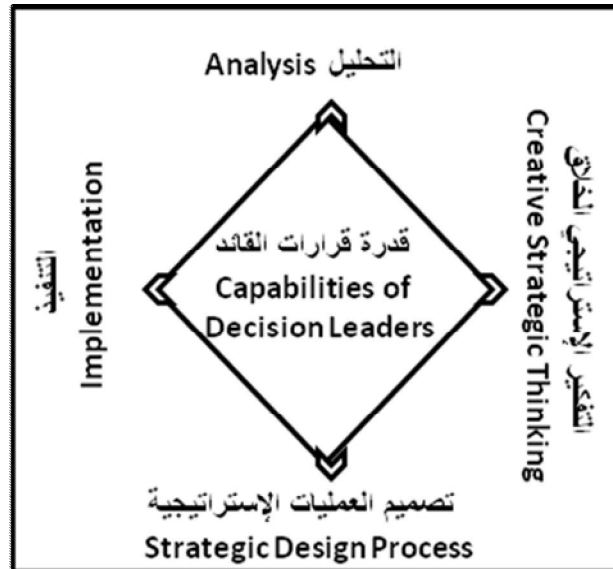 Analysis التحليل
التفكير الإستراتيجي الخلاق
Creative Strategic Thinking
التنفيذ
Implementation
قدرة قرارات القائد
Capabilities of
Decision Leaders
تصميم العمليات الإستراتيجية
Strategic Design Process